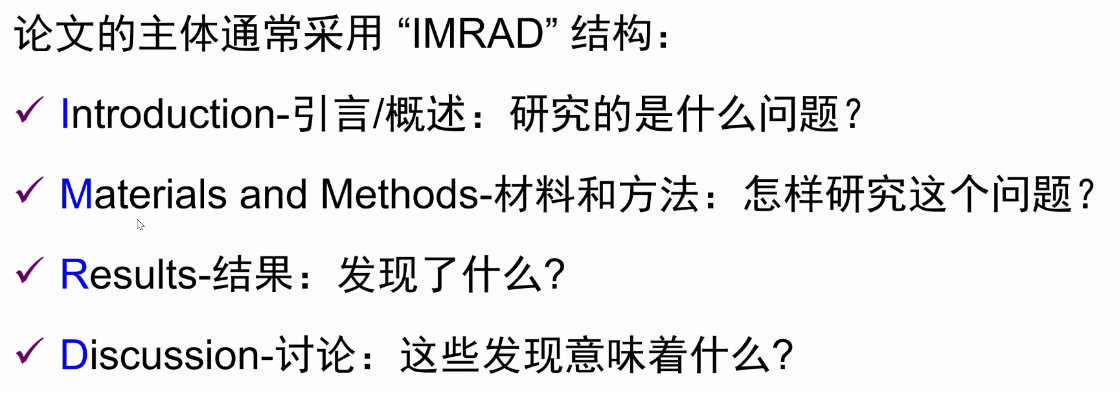 论文的主体通常采用 “IMRAD” 结构：
✓ Introduction-引言/概述：研究的是什么问题?
✓ Materials and Methods-材料和方法：怎样研究这个问题?
✓ Results-结果：发现了什么?
✓ Discussion-讨论：这些发现意味着什么?